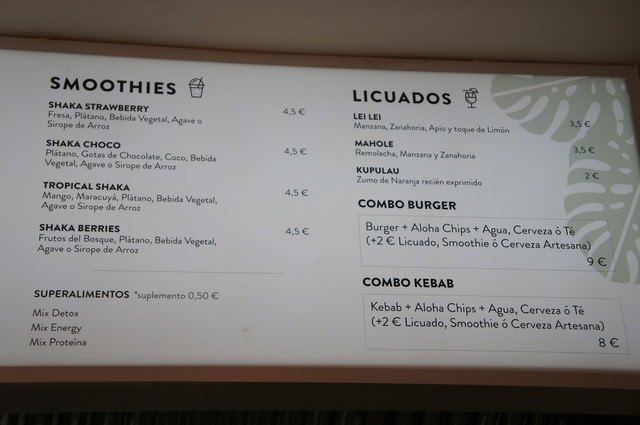 SMOOTHIES
SHAKA STRAWBERRY 4,5 €
Fresa, Plátano, Bebida Vegetal, Agave o
Sirope de Arroz
SHAKA CHOCO 4,5 €
Plátano, Gotas de Chocolate, Coco, Bebida
Vegetal, Agave o Sirope de Arroz
TROPICAL SHAKA 4,5 €
Mango, Maracuyá, Plátano, Bebida Vegetal,
Agave o Sirope de Arroz
SHAKA BERRIES 4,5 €
Frutos del Bosque, Plátano, Bebida Vegetal,
Agave o Sirope de Arroz
SUPERALIMENTOS *suplemento 0,50 €
Mix Detox
Mix Energy
Mix Proteína
LICUADOS
LEI LEI 3,5 €
Manzana, Zanahoria, Apio y toque de Limón
MAHOLE 3,5 €
Remolacha, Manzana y Zanahoria
KUPULAU 2 €
Zumo de Naranja recién exprimido
COMBO BURGER
Burger + Aloha Chips + Agua, Cerveza ó Té
(+2 € Licuado, Smoothie ó Cerveza Artesana)
9 €
COMBO KEBAB
Kebab + Aloha Chips + Agua, Cerveza ó Té
(+2 € Licuado, Smoothie ó Cerveza Artesana)
8 €